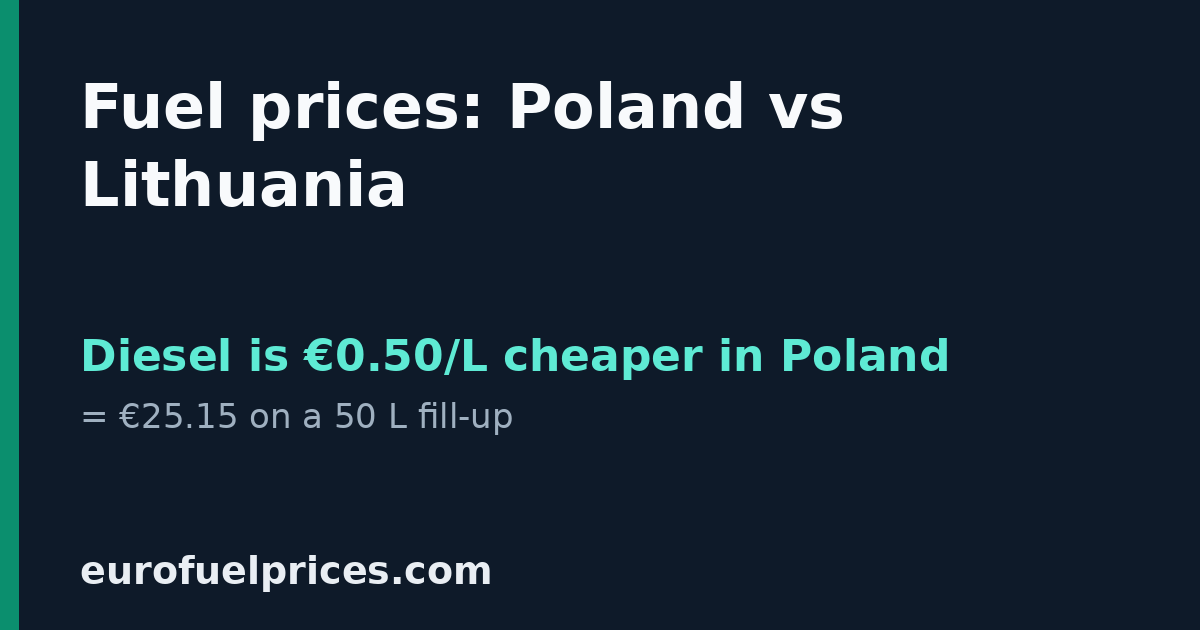 Fuel prices: Poland vs
Lithuania
Diesel is €0.50/L cheaper in Poland
= €25.15 on a 50 L fill-up
eurofuelprices.com